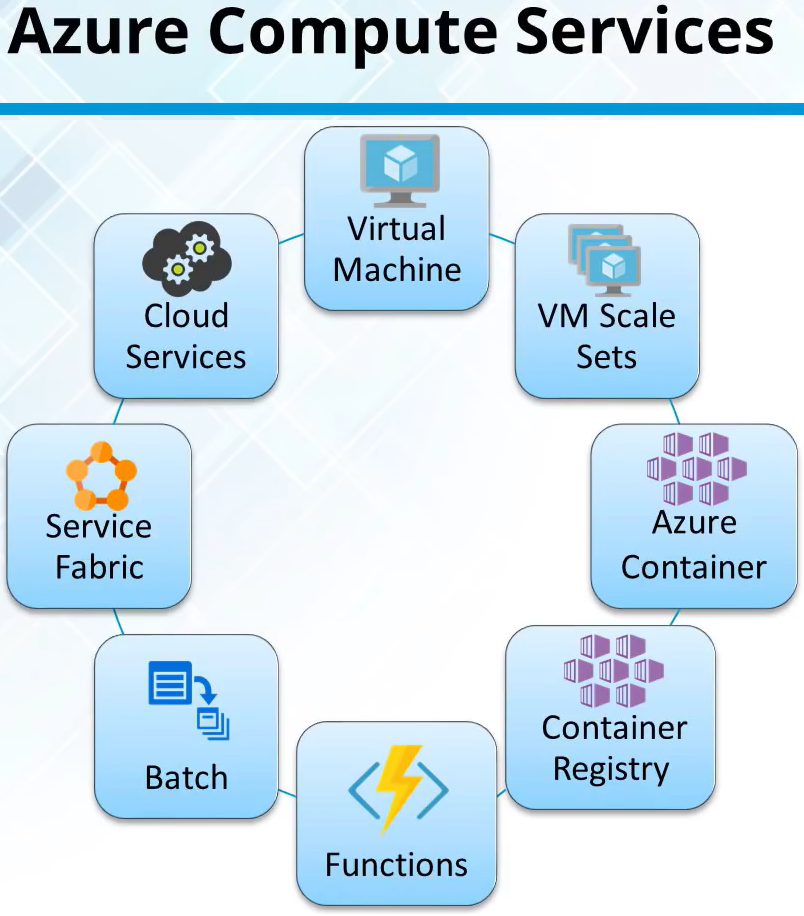 Azure Compute Services
Virtual
Machine
VM Scale
Sets
Azure
Container
Container
Registry
Functions
Batch
Service
Fabric
Cloud
Services